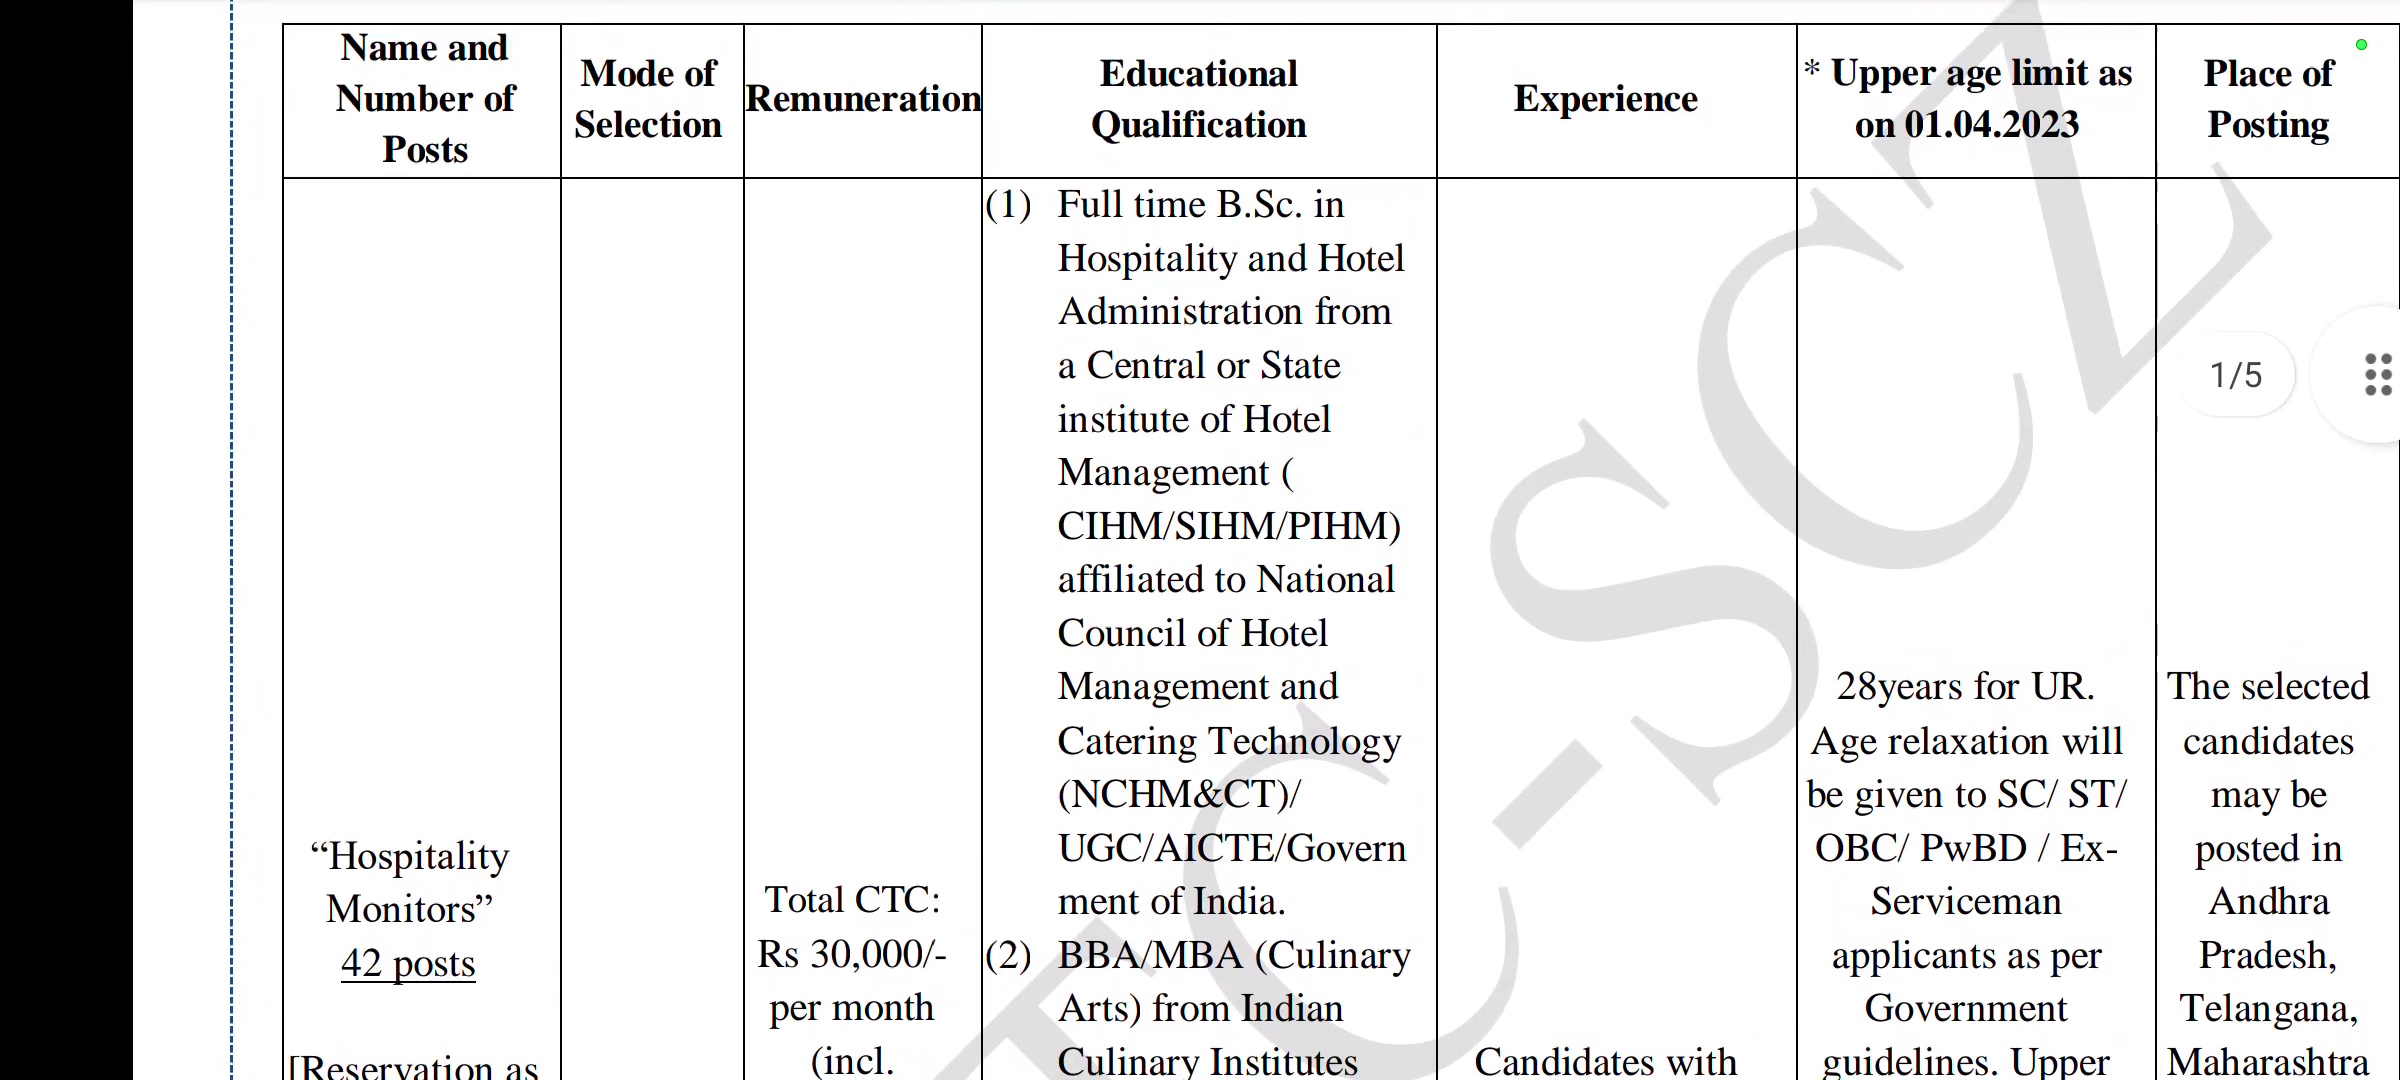 Name and
Number of
Posts
Mode of
Selection
Remuneration
Educational
Qualification
Experience
* Upper age limit as
on 01.04.2023
Place of
Posting
“Hospitality
Monitors”
42 posts
[Reservation as
Total CTC:
Rs 30,000/-
per month
(incl.
(1) Full time B.Sc. in
Hospitality and Hotel
Administration from
a Central or State
institute of Hotel
Management (
CIHM/SIHM/PIHM)
affiliated to National
Council of Hotel
Management and
Catering Technology
(NCHM&CT)/
UGC/AICTE/Govern
ment of India.
(2) BBA/MBA (Culinary
Arts) from Indian
Culinary Institutes
Candidates with
28years for UR.
Age relaxation will
be given to SC/ ST/
OBC/ PwBD / Ex-
Serviceman
applicants as per
Government
guidelines. Upper
The selected
candidates
may be
posted in
Andhra
Pradesh,
Telangana,
Maharashtra
1/5
TC-SCZ